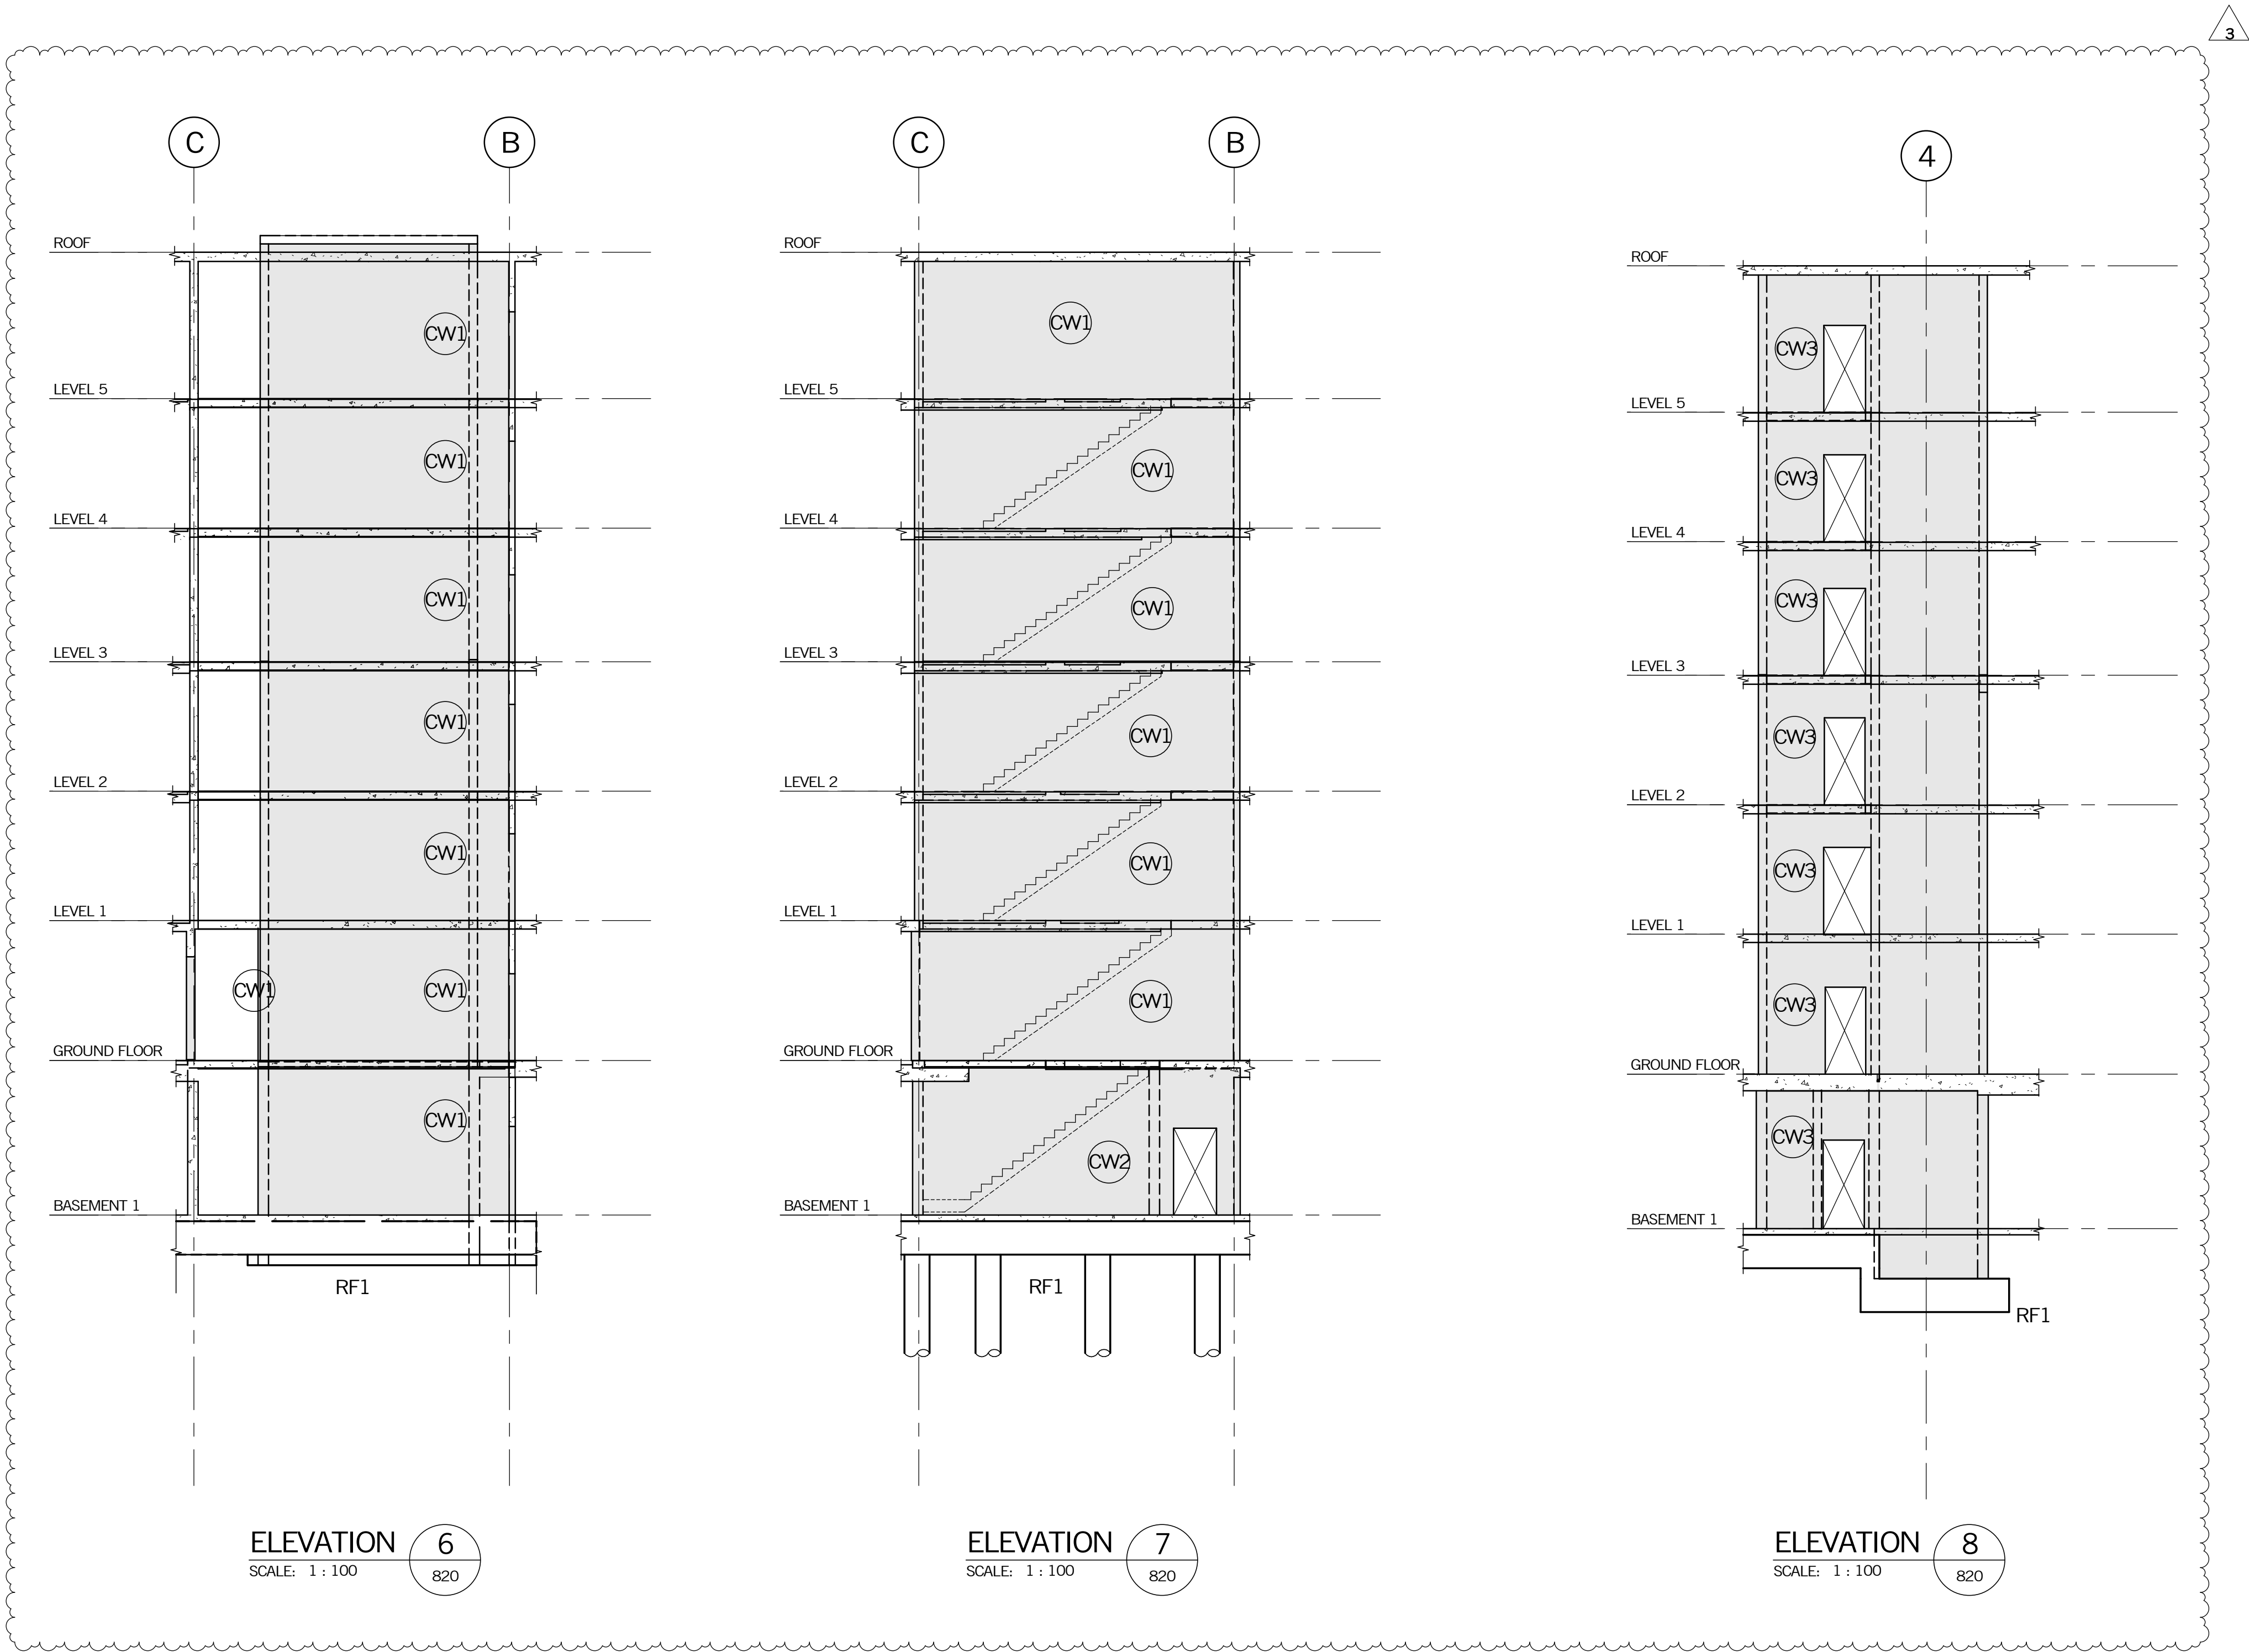 3
C
B
ROOF
CW1
LEVEL 5
CW1
LEVEL 4
CW1
LEVEL 3
CW1
LEVEL 2
CW1
LEVEL 1
CW1
CW1
GROUND FLOOR
CW1
BASEMENT 1
RF1
ELEVATION
6
SCALE: 1 : 100
820
C
B
ROOF
CW1
LEVEL 5
CW1
LEVEL 4
CW1
LEVEL 3
CW1
LEVEL 2
CW1
LEVEL 1
CW1
GROUND FLOOR
CW2
BASEMENT 1
RF1
ELEVATION
7
SCALE: 1 : 100
820
4
ROOF
CW3
LEVEL 5
CW3
LEVEL 4
CW3
LEVEL 3
CW3
LEVEL 2
CW3
LEVEL 1
CW3
GROUND FLOOR
CW3
BASEMENT 1
RF1
ELEVATION
8
SCALE: 1 : 100
820